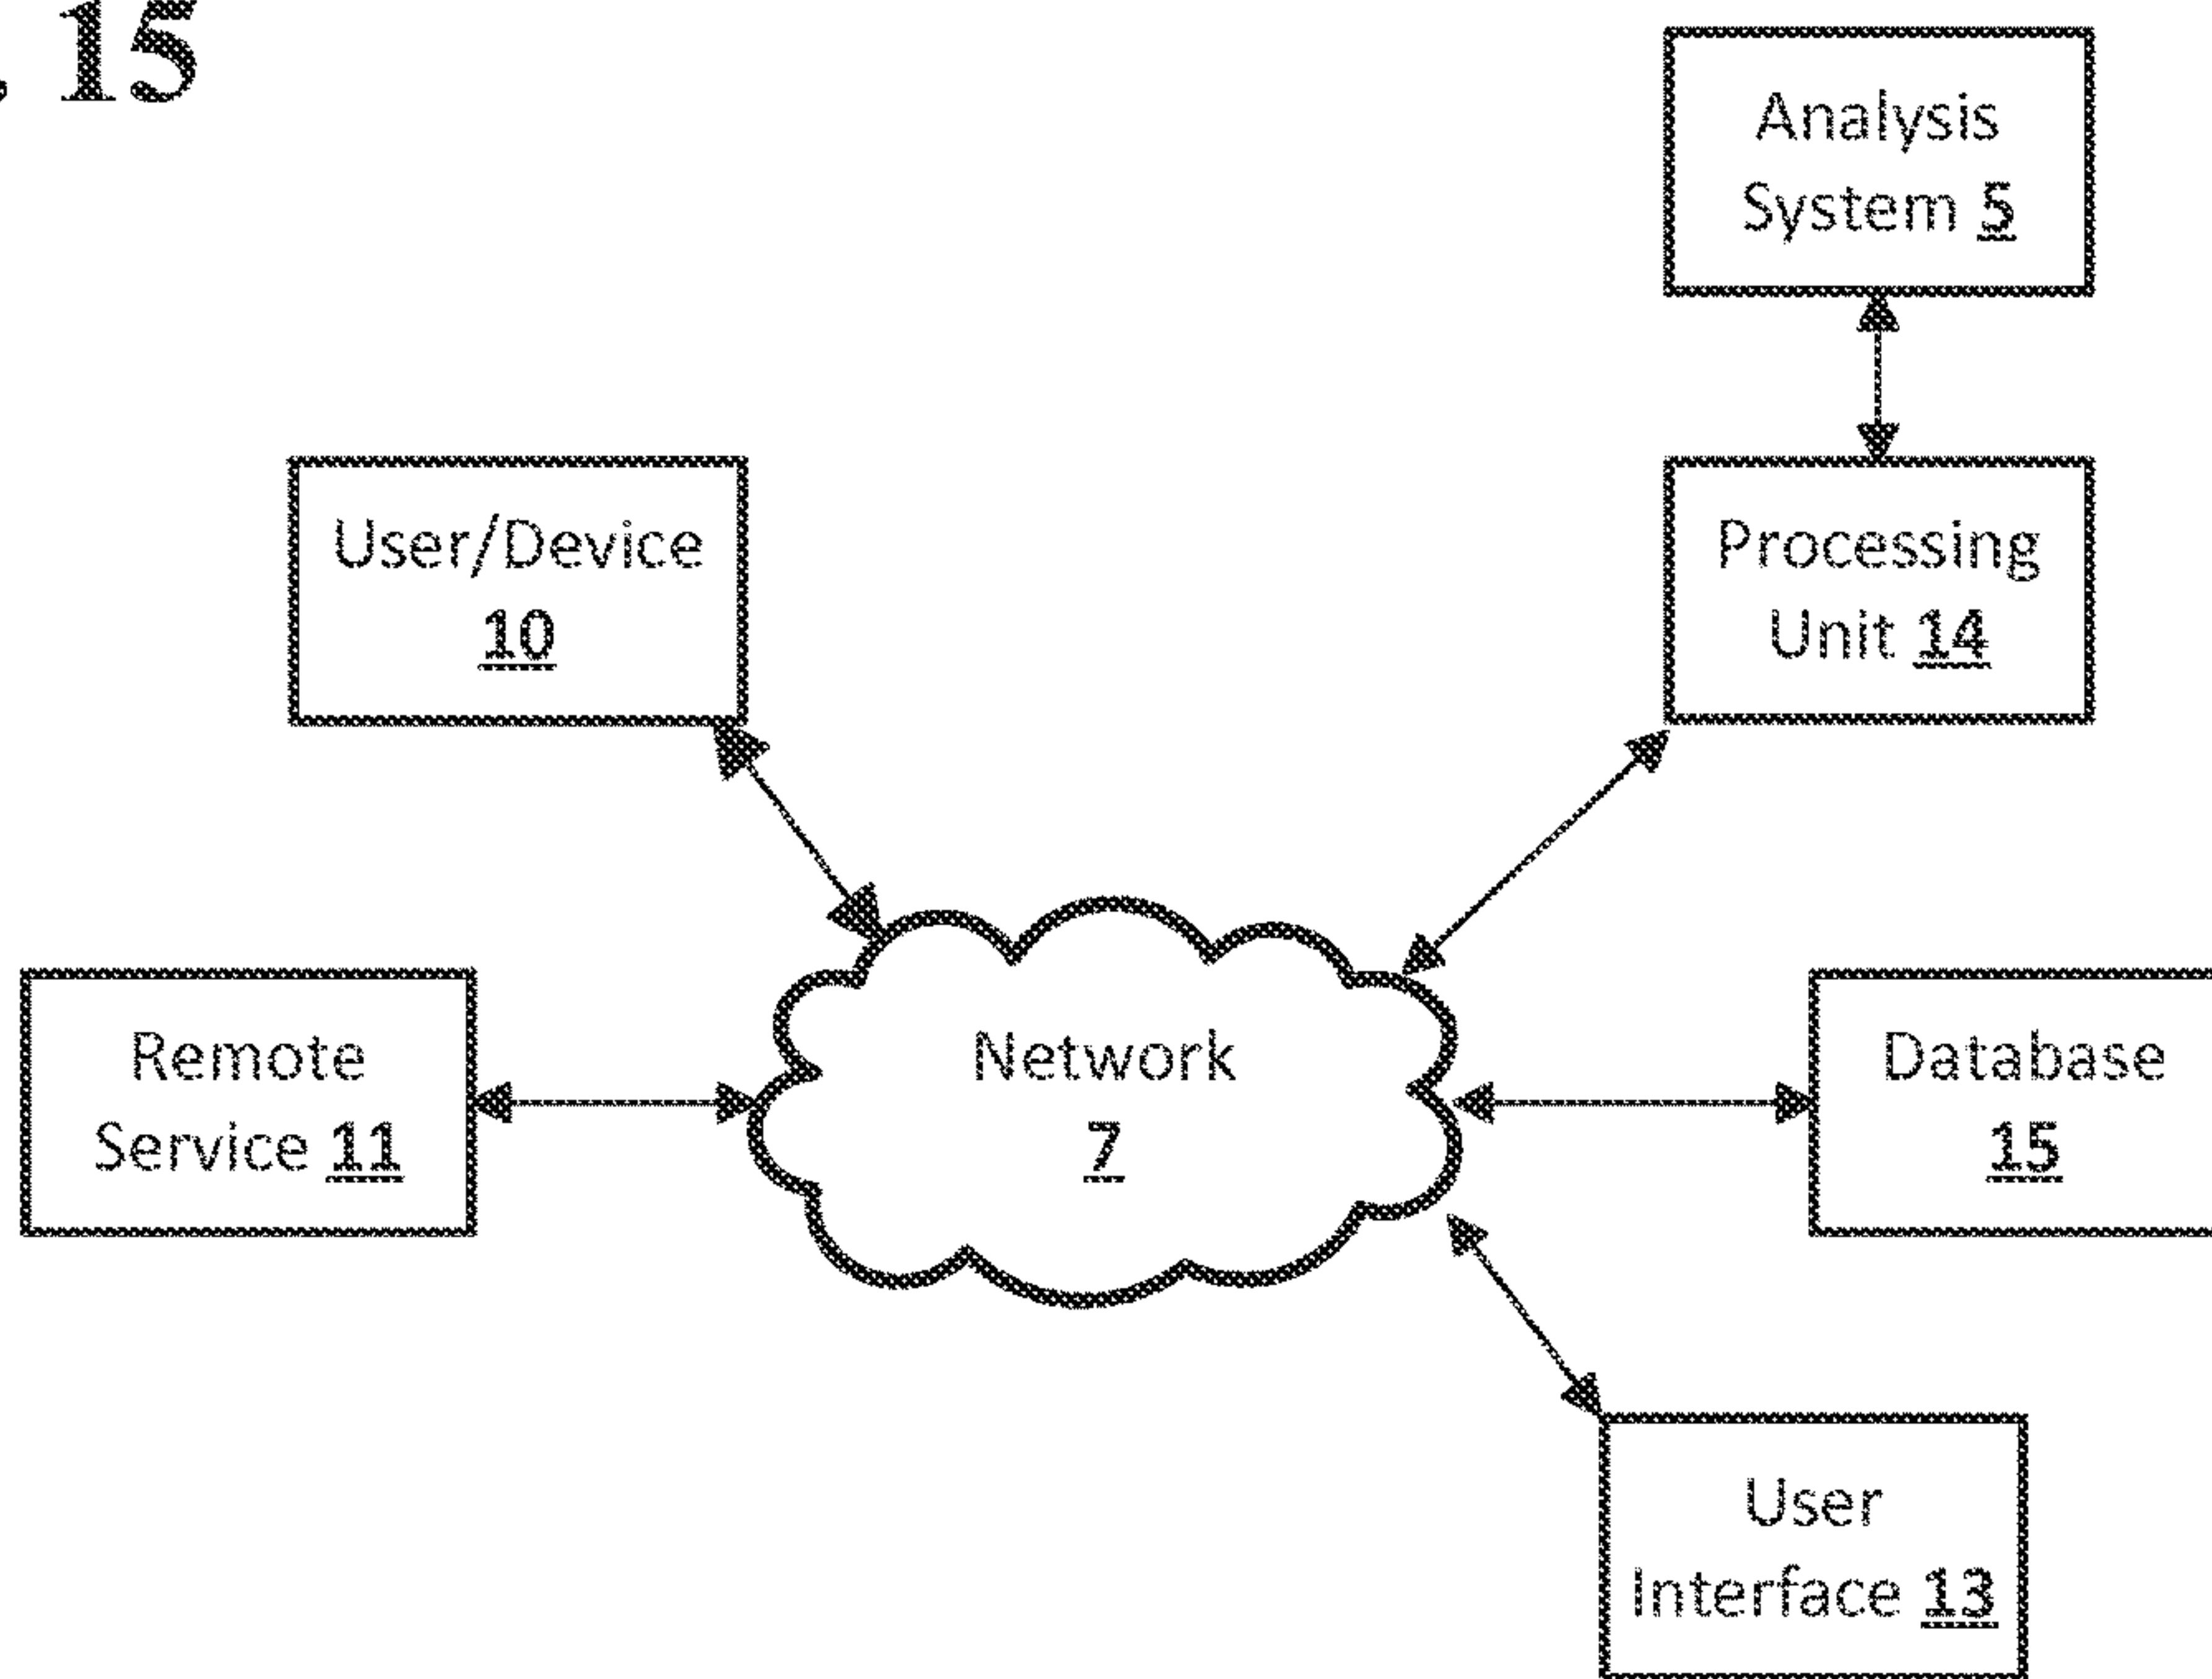 . 15
Analysis
System 5
User/Device
10
Processing
Unit 14
Remote
Service 11
Network
7
Database
15
User
Interface 13